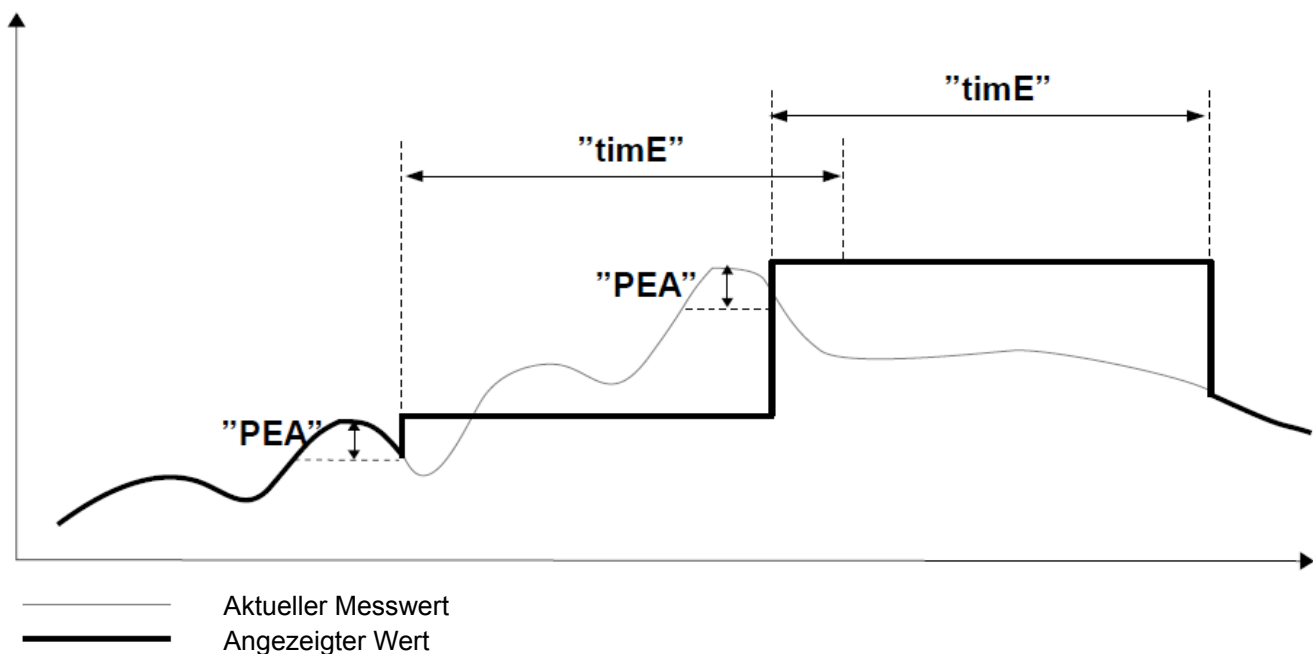 ”timE”
”timE”
”PEA”
”PEA”
Aktueller Messwert
Angezeigter Wert